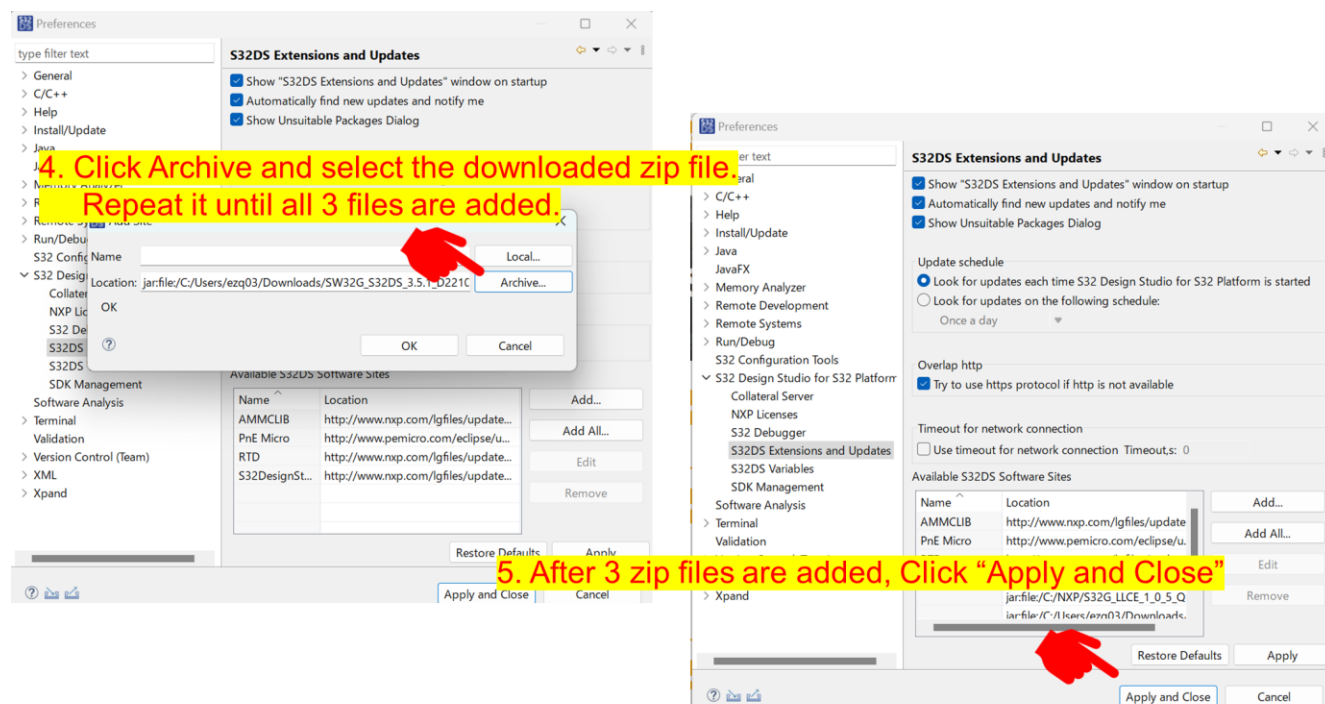 Preferences
type filter text
S32DS Extensions and Updates
General
C/C++
Help
Install/Update
Java
Show "S32DS Extensions and Updates" window on startup
Automatically find new updates and notify me
Show Unsuitable Packages Dialog
4. Click Archive and select the downloaded zip file.
Repeat it until all 3 files are added.
Run/Debu
S32 Config
S32 Desig
Collater
NXP Lic
S32 De
S32DS
S32DS
SDK Management
Software Analysis
Terminal
Validation
Version Control (Team)
XML
Xpand
Name
Local...
Location: jar:file:/C:/Users/ezq03/Downloads/SW32G_S32DS_3.5.1_D221C
Archive...
OK
OK
Cancel
Available S32DS Software Sites
Name Location
AMMCLIB http://www.nxp.com/lgfiles/update...
PnE Micro http://www.pemicro.com/eclipse/u...
RTD http://www.nxp.com/lgfiles/update...
S32DesignSt... http://www.nxp.com/lgfiles/update...
Add...
Add All...
Edit
Remove
Restore Defaults Apply
Apply and Close Cancel
Preferences
er text
S32DS Extensions and Updates
eral
C/C++
Help
Install/Update
Java
JavaFX
Memory Analyzer
Remote Development
Remote Systems
Run/Debug
S32 Configuration Tools
S32 Design Studio for S32 Platform
Collateral Server
NXP Licenses
S32 Debugger
S32DS Extensions and Updates
S32DS Variables
SDK Management
Software Analysis
Terminal
Validation
Xpand
Show "S32DS Extensions and Updates" window on startup
Automatically find new updates and notify me
Show Unsuitable Packages Dialog
Update schedule
Look for updates each time S32 Design Studio for S32 Platform is started
Look for updates on the following schedule:
Once a day
Overlap http
Try to use https protocol if http is not available
Timeout for network connection
Use timeout for network connection Timeout,s: 0
Available S32DS Software Sites
Name Location
AMMCLIB http://www.nxp.com/lgfiles/update
PnE Micro http://www.pemicro.com/eclipse/u.
jar:file:/C:/NXP/S32G_LLCE_1_0_5_Q
jar:file:/C:/Users/ezq03/Downloads.
Add...
Add All...
Edit
Remove
5. After 3 zip files are added, Click “Apply and Close”
Restore Defaults Apply
Apply and Close Cancel